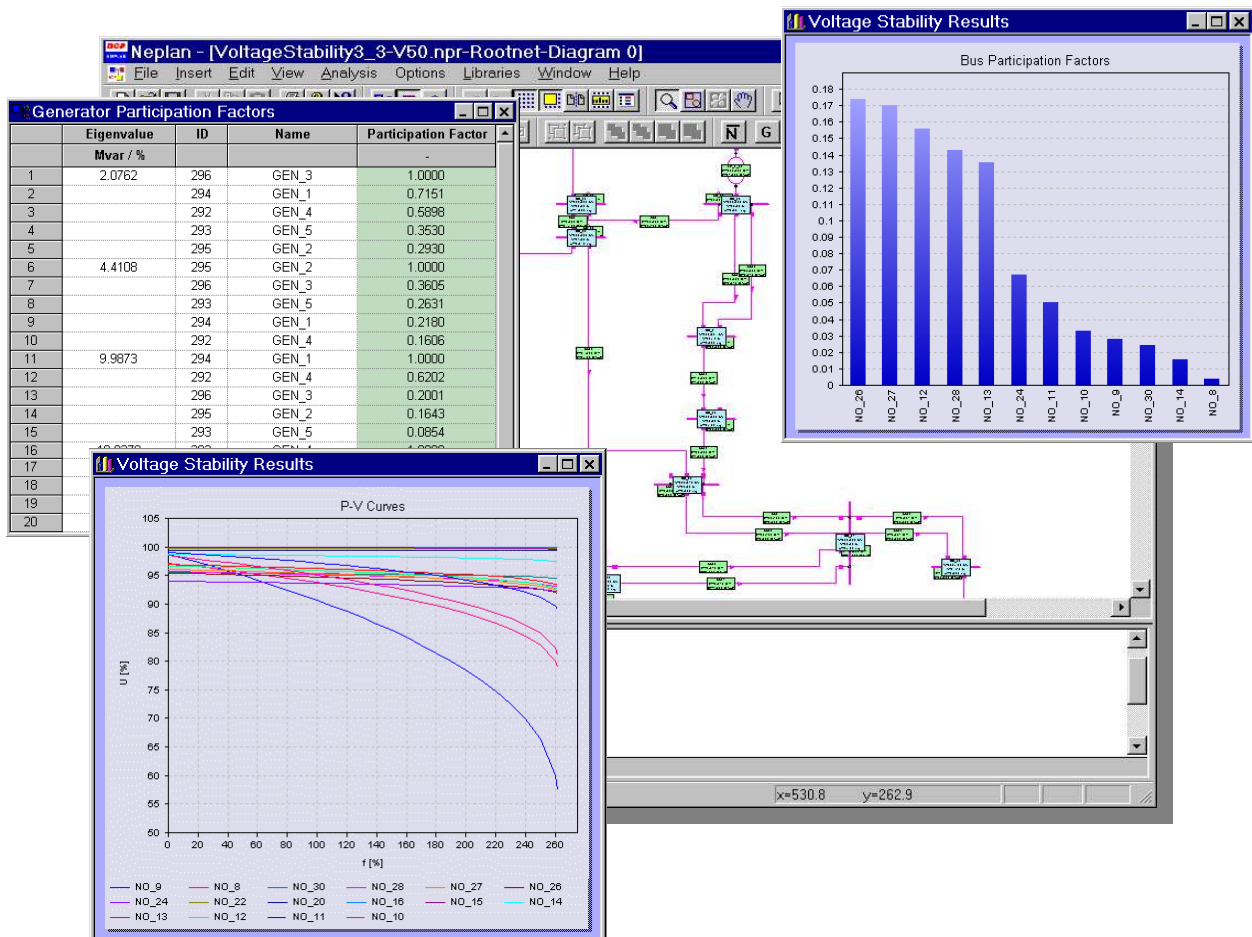 Voltage Stability Results
Bus Participation Factors
0.18
0.17
0.16
0.15
0.14
0.13
0.12
0.11
0.1
0.09
0.08
0.07
0.06
0.05
0.04
0.03
0.02
0.01
0
NO_26 NO_27 NO_12 NO_28 NO_13 NO_24 NO_11 NO_10 NO_9 NO_30 NO_14 NO_8
Neplan - [VoltageStability3_3-V50.npr-Rootnet-Diagram 0]
File Insert Edit View Analysis Options Libraries Window Help
N G
Generator Participation Factors
Eigenvalue ID Name Participation Factor
Mvar / % -
1 2.0762 296 GEN_3 1.0000
2 294 GEN_1 0.7151
3 292 GEN_4 0.5898
4 293 GEN_5 0.3530
5 295 GEN_2 0.2930
6 4.4108 295 GEN_2 1.0000
7 296 GEN_3 0.3605
8 293 GEN_5 0.2631
9 294 GEN_1 0.2180
10 292 GEN_4 0.1606
11 9.9873 294 GEN_1 1.0000
12 292 GEN_4 0.6202
13 296 GEN_3 0.2001
14 295 GEN_2 0.1643
15 293 GEN_5 0.0854
16
17
18
19
20
Voltage Stability Results
P-V Curves
105
100
95
90
85
80
75
70
65
60
55
50
U [%]
0 20 40 60 80 100 120 140 160 180 200 220 240 260
f [%]
NO_9 NO_8 NO_30 NO_28 NO_27 NO_26
NO_24 NO_22 NO_20 NO_16 NO_15 NO_14
NO_13 NO_12 NO_11 NO_10
x=530.8 y=262.9